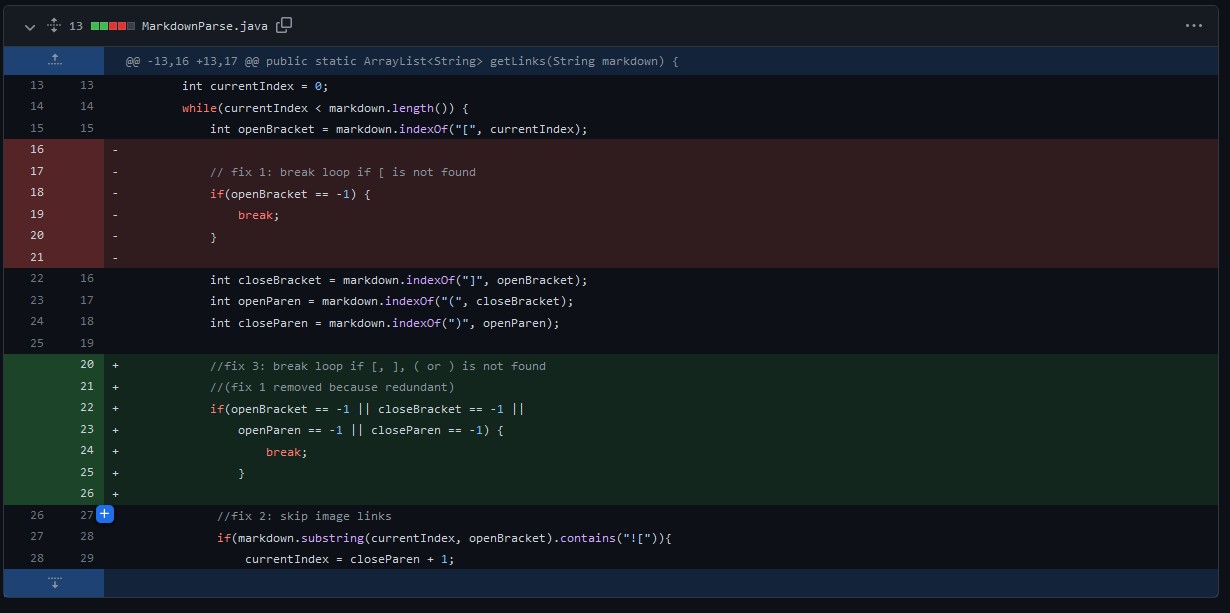 13 MarkdownParse.java
@@ -13,16 +13,17 @@ public static ArrayList<String> getLinks(String markdown) {
13 13 int currentIndex = 0;
14 14 while(currentIndex < markdown.length()) {
15 15 int openBracket = markdown.indexOf("[", currentIndex);
16 -
17 - // fix 1: break loop if [ is not found
18 - if(openBracket == -1) {
19 - break;
20 - }
21 -
22 16 int closeBracket = markdown.indexOf("]", openBracket);
23 17 int openParen = markdown.indexOf("(", closeBracket);
24 18 int closeParen = markdown.indexOf(")", openParen);
25 19
20 + //fix 3: break loop if [, ], ( or ) is not found
21 + //(fix 1 removed because redundant)
22 + if(openBracket == -1 || closeBracket == -1 ||
23 + openParen == -1 || closeParen == -1) {
24 + break;
25 + }
26 +
26 27 + //fix 2: skip image links
27 28 if(markdown.substring(currentIndex, openBracket).contains("![")){
28 29 currentIndex = closeParen + 1;